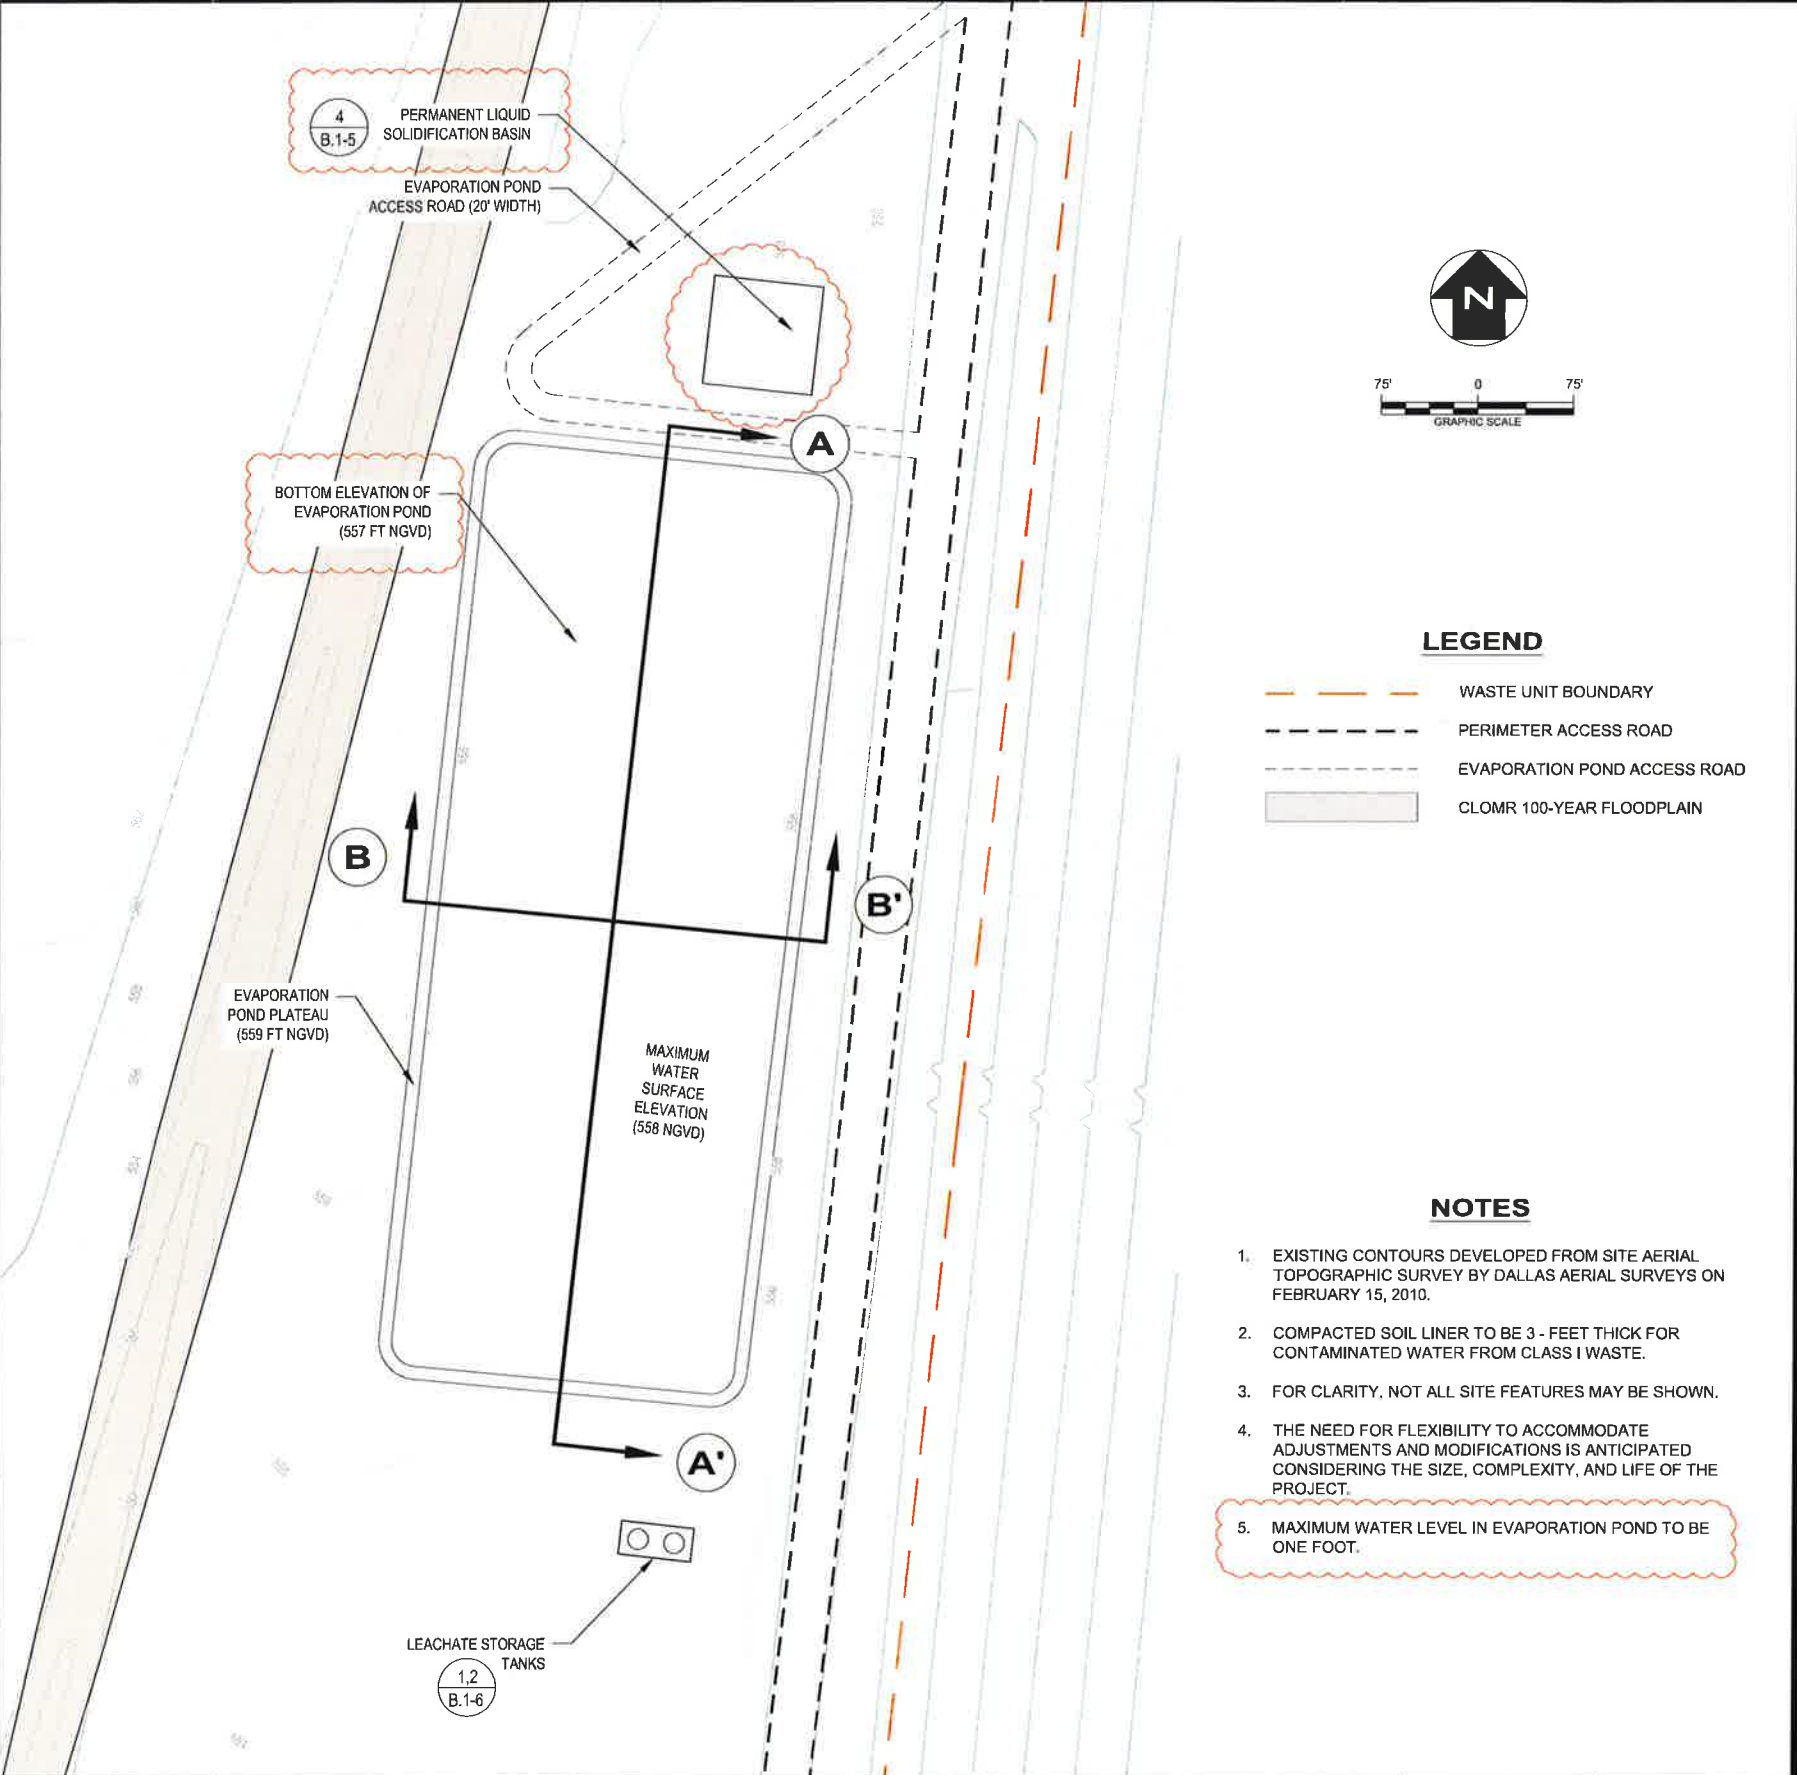 4
B.1-5
PERMANENT LIQUID
SOLIDIFICATION BASIN
EVAPORATION POND
ACCESS ROAD (20' WIDTH)
N
75'
0
75'
GRAPHIC SCALE
A
BOTTOM ELEVATION OF
EVAPORATION POND
(557 FT NGVD)
LEGEND
WASTE UNIT BOUNDARY
PERIMETER ACCESS ROAD
EVAPORATION POND ACCESS ROAD
CLOMR 100-YEAR FLOODPLAIN
B
B'
EVAPORATION
POND PLATEAU
(559 FT NGVD)
MAXIMUM
WATER
SURFACE
ELEVATION
(558 NGVD)
NOTES
1. EXISTING CONTOURS DEVELOPED FROM SITE AERIAL
TOPOGRAPHIC SURVEY BY DALLAS AERIAL SURVEYS ON
FEBRUARY 15, 2010.
2. COMPACTED SOIL LINER TO BE 3 - FEET THICK FOR
CONTAMINATED WATER FROM CLASS I WASTE.
3. FOR CLARITY, NOT ALL SITE FEATURES MAY BE SHOWN.
4. THE NEED FOR FLEXIBILITY TO ACCOMMODATE
ADJUSTMENTS AND MODIFICATIONS IS ANTICIPATED
CONSIDERING THE SIZE, COMPLEXITY, AND LIFE OF THE
PROJECT.
5. MAXIMUM WATER LEVEL IN EVAPORATION POND TO BE
ONE FOOT.
A'
LEACHATE STORAGE
TANKS
1,2
B.1-6